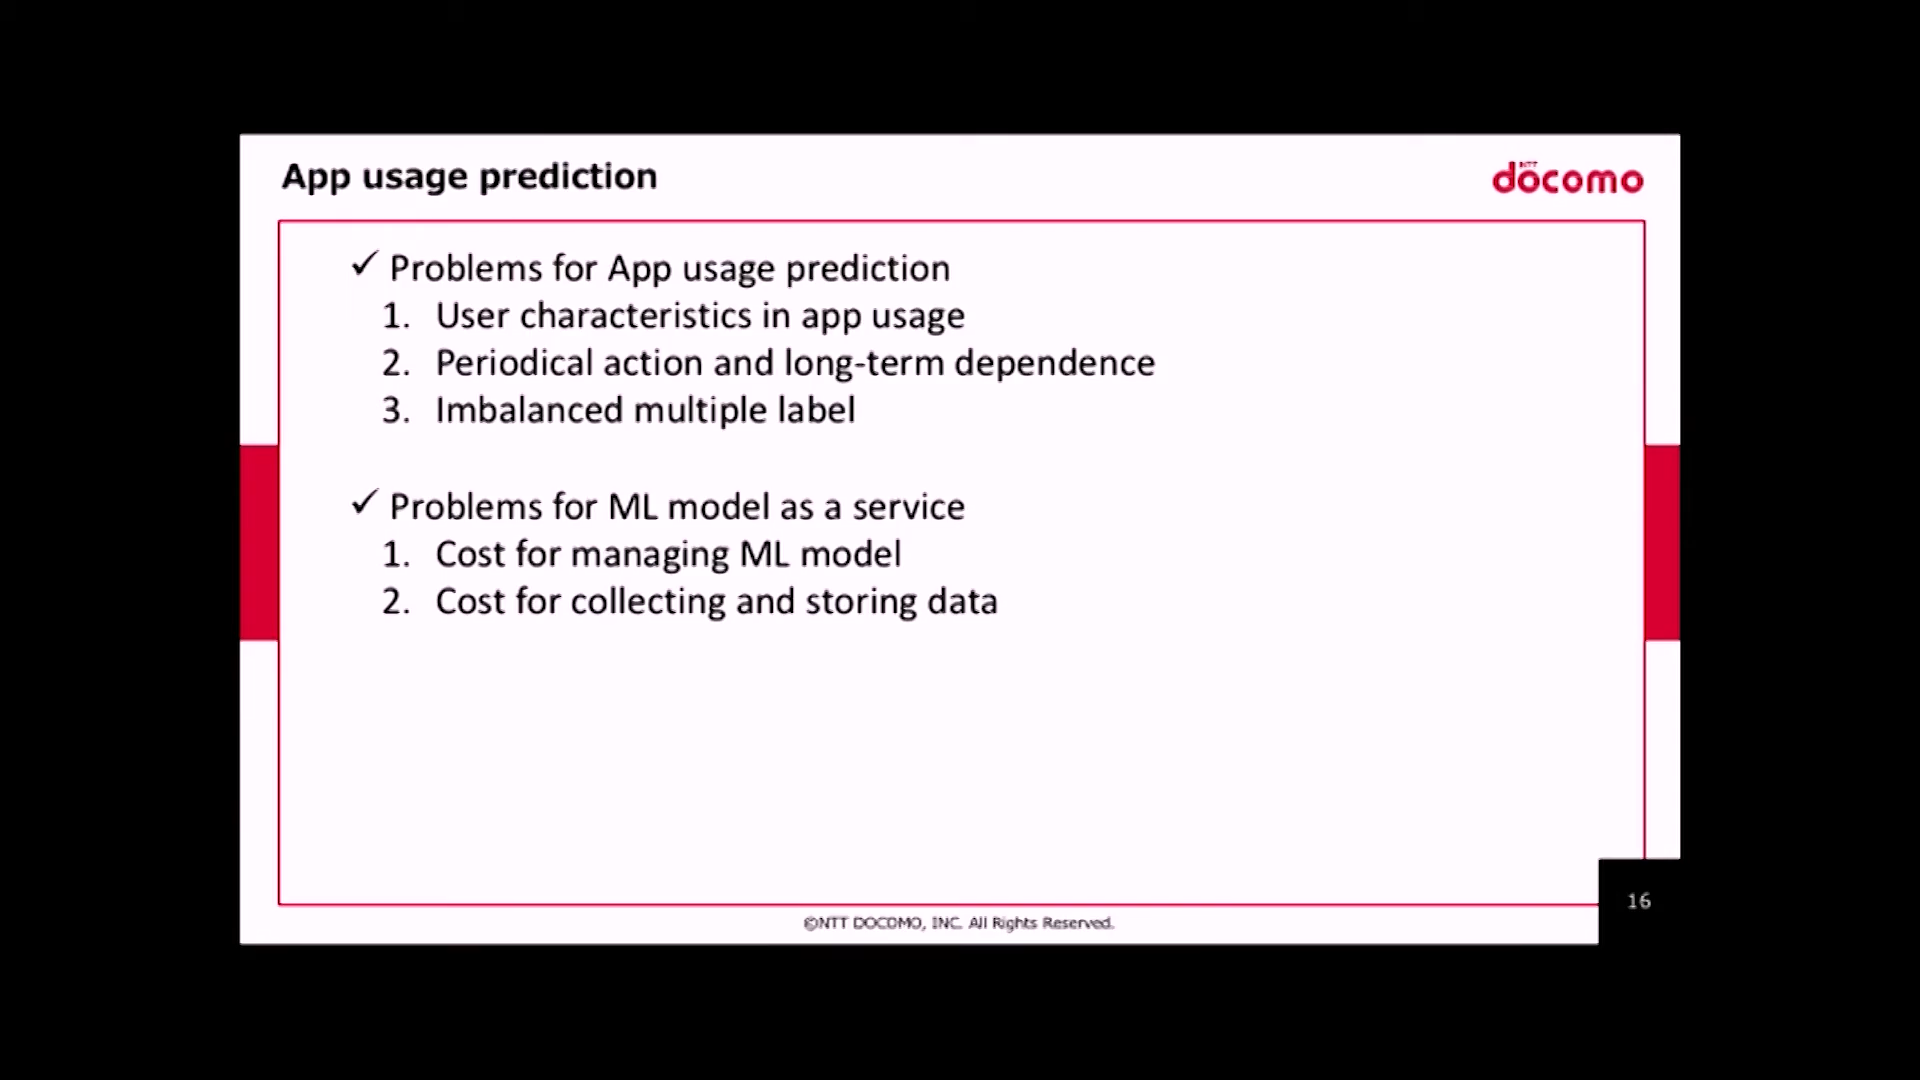 App usage prediction
NTT
docomo
✓ Problems for App usage prediction
1. User characteristics in app usage
2. Periodical action and long-term dependence
3. Imbalanced multiple label
✓ Problems for ML model as a service
1. Cost for managing ML model
2. Cost for collecting and storing data
16
©NTT DOCOMO, INC. All Rights Reserved.